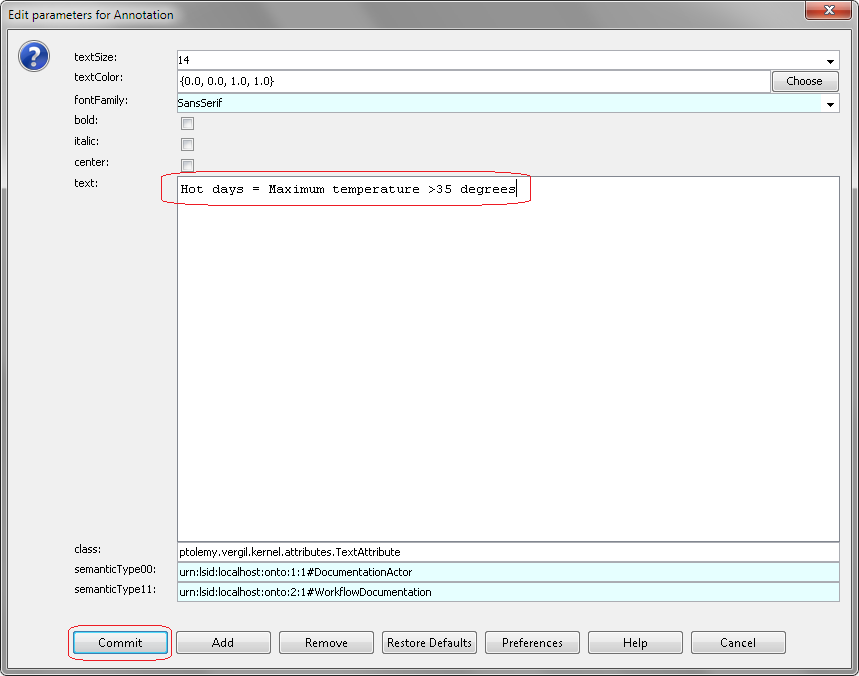 Edit parameters for Annotation
textSize: 14
textColor: {0.0, 0.0, 1.0, 1.0} Choose
fontFamily: SansSerif
bold:
italic:
center:
text: Hot days = Maximum temperature >35 degrees
class: ptolemy.vergil.kernel.attributes.TextAttribute
semanticType00: urn:lsid:localhost:onto:1:1#DocumentationActor
semanticType11: urn:lsid:localhost:onto:2:1#WorkflowDocumentation
Commit Add Remove Restore Defaults Preferences Help Cancel